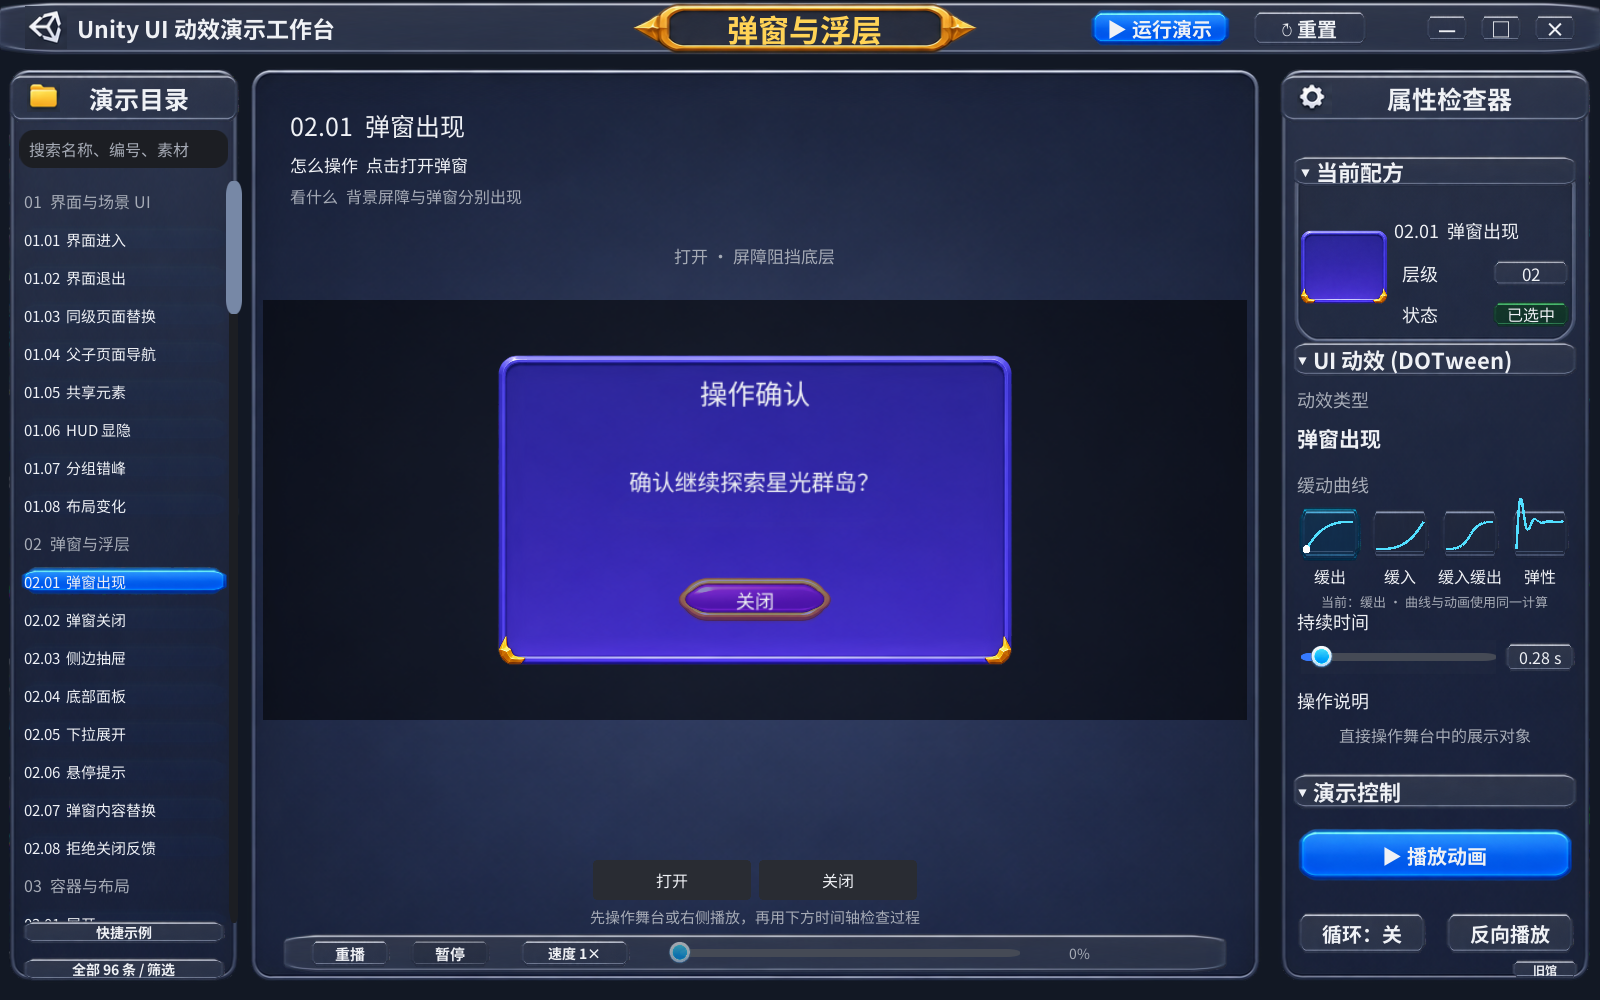 Unity UI 动效演示工作台
弹窗与浮层
▶ 运行演示
重置
演示目录
搜索名称、编号、素材
01 界面与场景 UI
01.01 界面进入
01.02 界面退出
01.03 同级页面替换
01.04 父子页面导航
01.05 共享元素
01.06 HUD 显隐
01.07 分组错峰
01.08 布局变化
02 弹窗与浮层
02.01 弹窗出现
02.02 弹窗关闭
02.03 侧边抽屉
02.04 底部面板
02.05 下拉展开
02.06 悬停提示
02.07 弹窗内容替换
02.08 拒绝关闭反馈
03 容器与布局
03.01 展开
快捷示例
全部 96 条 / 筛选
02.01 弹窗出现
怎么操作 点击打开弹窗
看什么 背景屏障与弹窗分别出现
打开 · 屏障阻挡底层
操作确认
确认继续探索星光群岛？
关闭
打开
关闭
先操作舞台或右侧播放，再用下方时间轴检查过程
重播
暂停
速度 1×
0%
属性检查器
▼ 当前配方
02.01 弹窗出现
层级
02
状态
已选中
▼ UI 动效 (DOTween)
动效类型
弹窗出现
缓动曲线
缓出
缓入
缓入缓出
弹性
当前：缓出 · 曲线与动画使用同一计算
持续时间
0.28 s
操作说明
直接操作舞台中的展示对象
▼ 演示控制
▶ 播放动画
循环：关
反向播放
旧馆